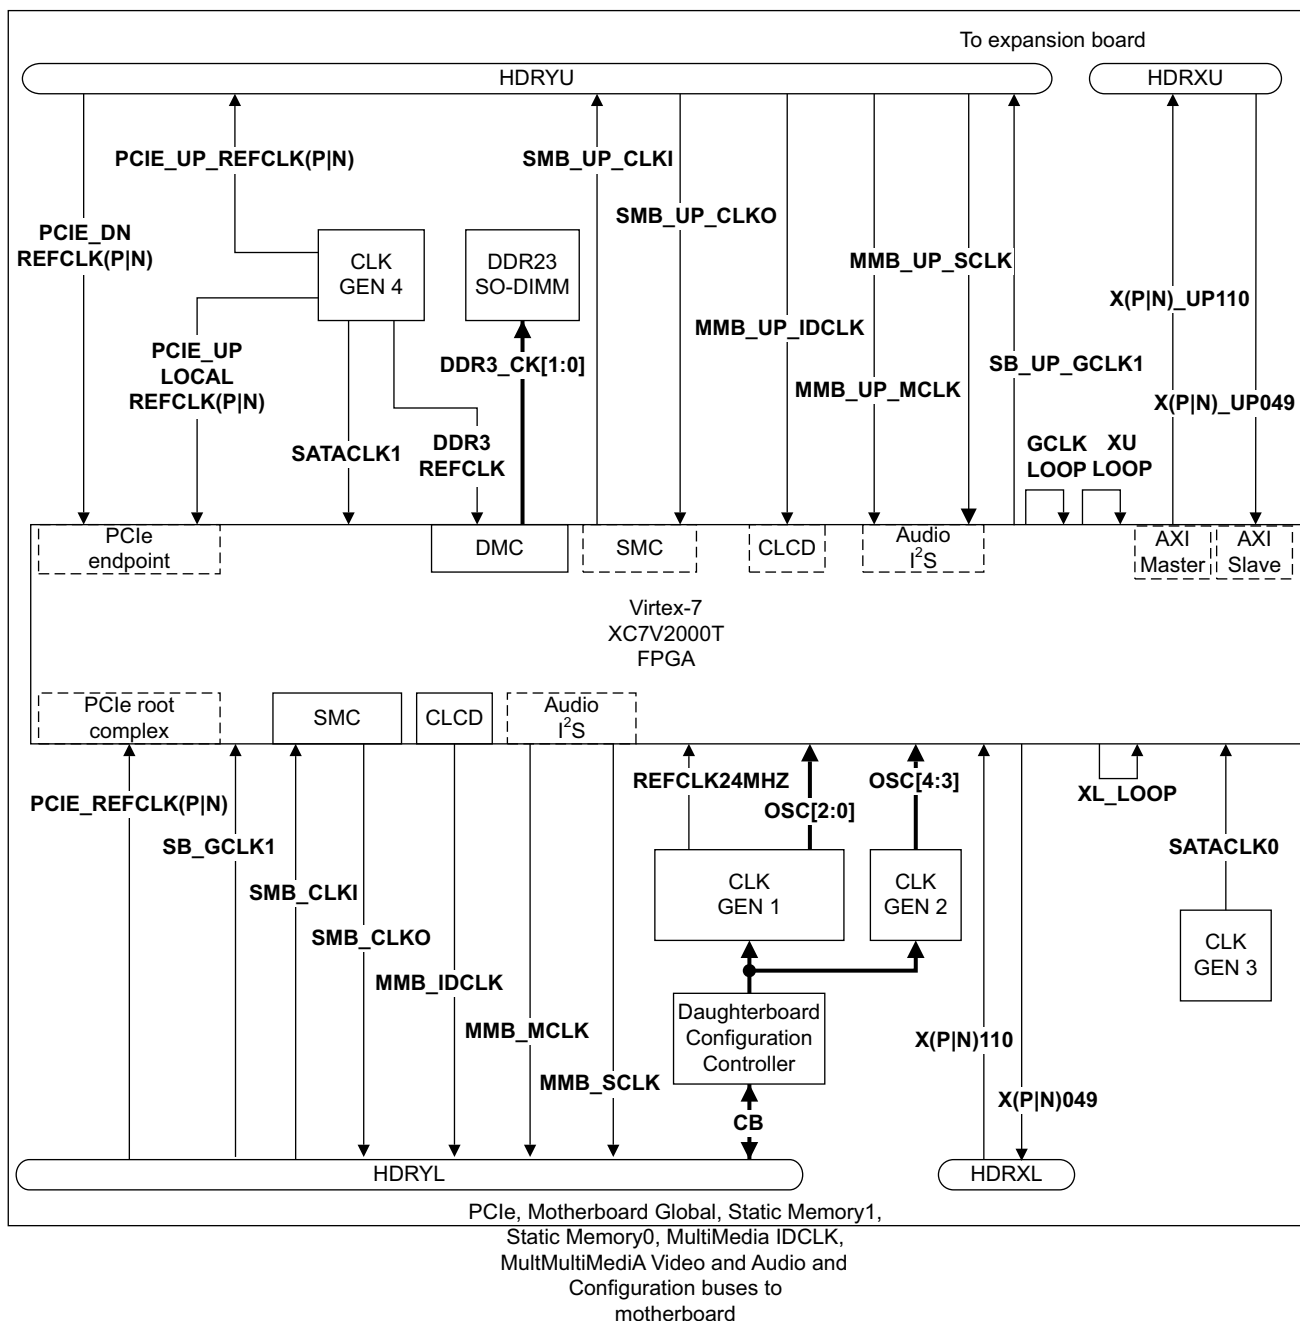 To expansion board
HDRYU
HDRXU
PCIE_UP_REFCLK(P|N)
SMB_UP_CLKI
SMB_UP_CLKO
PCIE_DN
REFCLK(P|N)
CLK
GEN 4
DDR23
SO-DIMM
MMB_UP_SCLK
X(P|N)_UP110
MMB_UP_IDCLK
PCIE_UP
LOCAL
REFCLK(P|N)
DDR3_CK[1:0]
SB_UP_GCLK1
MMB_UP_MCLK
X(P|N)_UP049
SATACLK1
DDR3
REFCLK
GCLK
LOOP
XU
LOOP
PCIe
endpoint
DMC
SMC
CLCD
Audio
I2S
AXI
Master
AXI
Slave
Virtex-7
XC7V2000T
FPGA
PCIe root
complex
SMC
CLCD
Audio
I2S
REFCLK24MHZ
OSC[4:3]
PCIE_REFCLK(P|N)
OSC[2:0]
XL_LOOP
SB_GCLK1
SATACLK0
SMB_CLKI
CLK
GEN 1
CLK
GEN 2
SMB_CLKO
CLK
GEN 3
MMB_IDCLK
Daughterboard
Configuration
Controller
MMB_MCLK
X(P|N)110
MMB_SCLK
X(P|N)049
CB
HDRYL
HDRXL
PCIe, Motherboard Global, Static Memory1,
Static Memory0, MultiMedia IDCLK,
MultMultiMediA Video and Audio and
Configuration buses to
motherboard